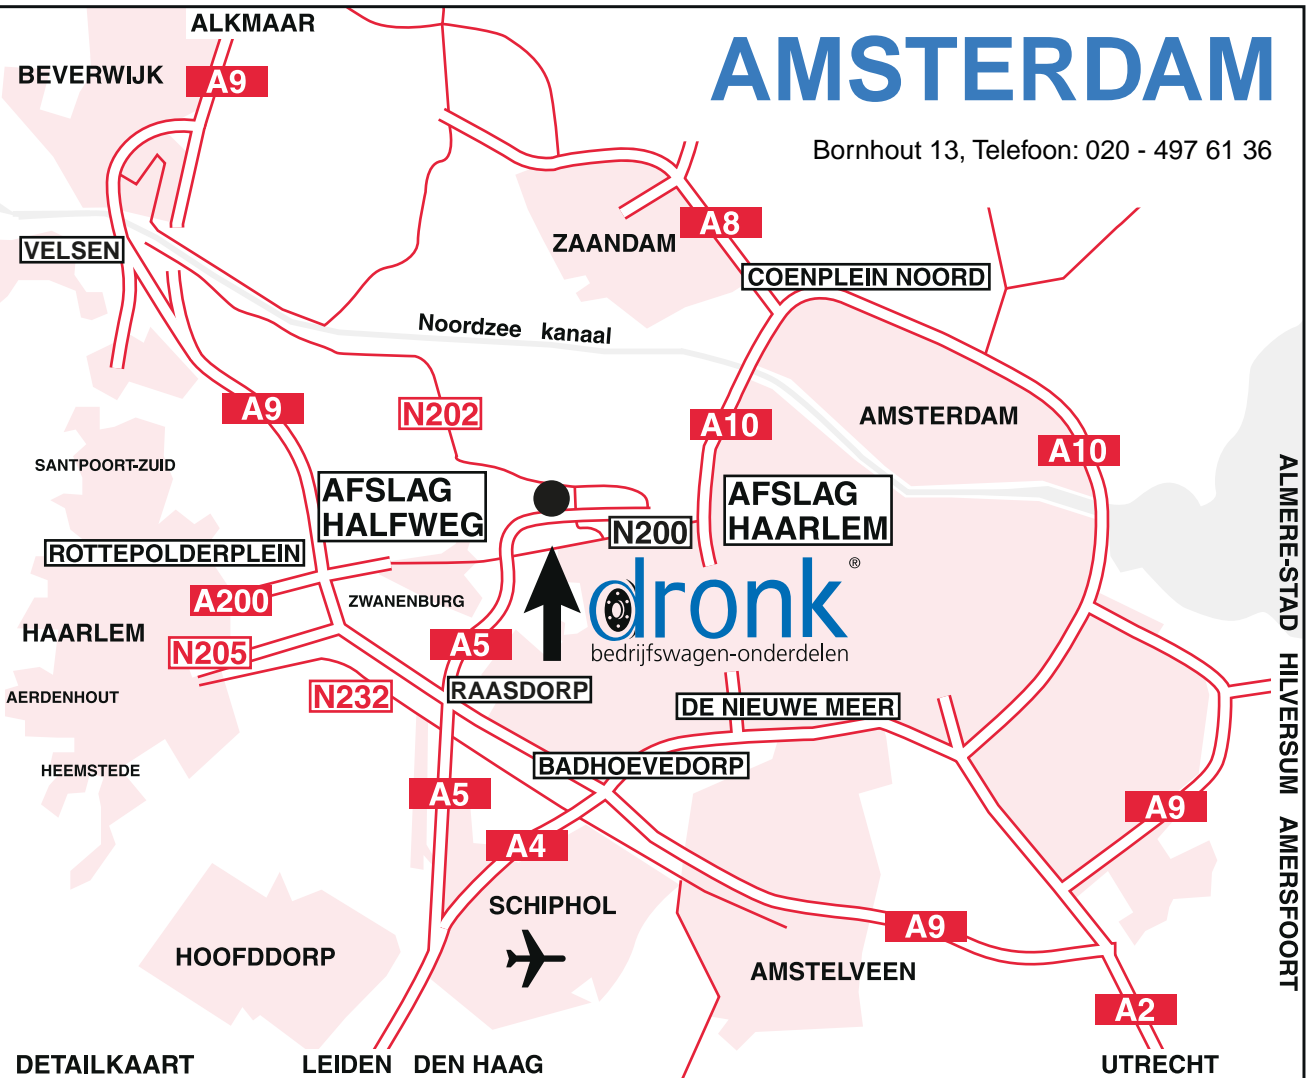 ALKMAAR
AMSTERDAM
BEVERWIJK
A9
Bornhout 13, Telefoon: 020 - 497 61 36
A8
ZAANDAM
VELSEN
COENPLEIN NOORD
Noordzee kanaal
A9
N202
A10
AMSTERDAM
A10
SANTPOORT-ZUID
AFSLAG
HALFWEG
AFSLAG
HAARLEM
N200
ROTTEPOLDERPLEIN
dronk®
bedrijfswagen-onderdelen
A200
ZWANENBURG
HAARLEM
N205
A5
AERDENHOUT
N232
RAASDORP
DE NIEUWE MEER
HEEMSTEDE
BADHOEVEDORP
A5
A9
A4
SCHIPHOL
A9
HOOFDDORP
AMSTELVEEN
A2
ALMERE-STAD HILVERSUM AMERSFOORT
DETAILKAART
LEIDEN DEN HAAG
UTRECHT